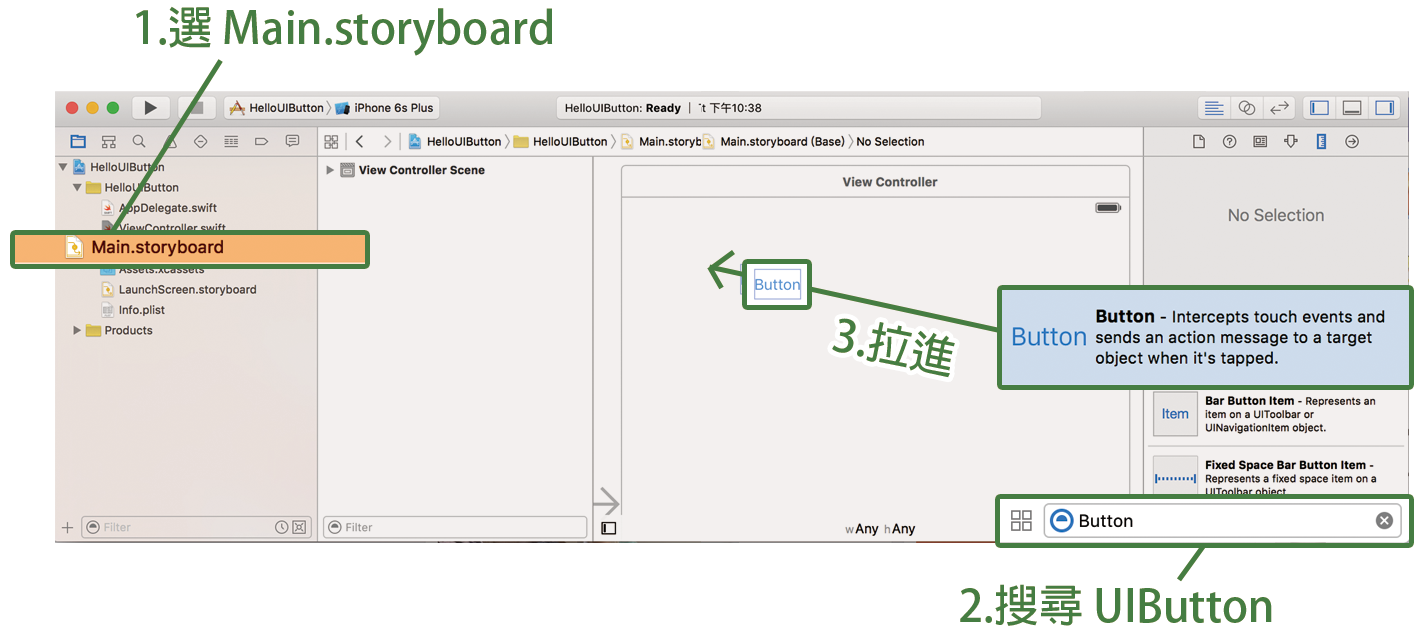 1.選 Main.storyboard
HelloUIButton
iPhone 6s Plus
HelloUIButton: Ready | 下午10:38
HelloUIButton
HelloUIButton
Main.storyb
Main.storyboard (Base)
No Selection
HelloUIButton
HelloUIButton
AppDelegate.swift
ViewController.swift
Main.storyboard
Assets.xcassets
LaunchScreen.storyboard
Info.plist
Products
Filter
View Controller Scene
Filter
View Controller
Button
3.拉進
wAny hAny
No Selection
Button
Button - Intercepts touch events and
sends an action message to a target
object when it's tapped.
Item
Bar Button Item - Represents an
item on a UIToolbar or
UINavigationItem object.
Fixed Space Bar Button Item -
Represents a fixed space item on a
UIToolbar object.
Button
2.搜尋 UIButton